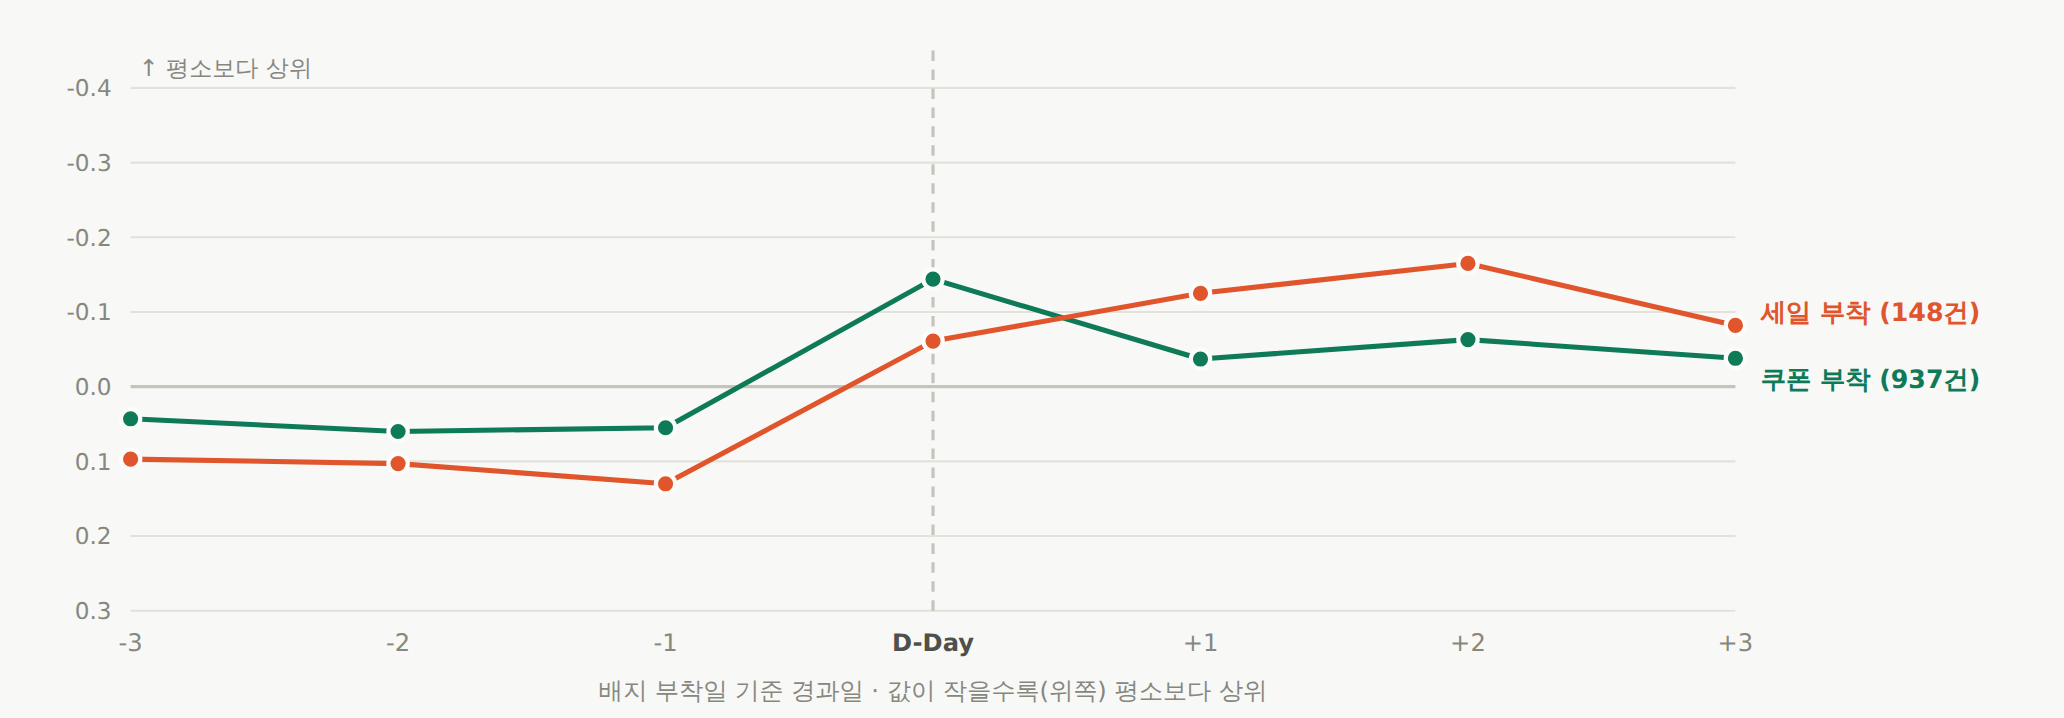 ↑ 평소보다 상위
-0.4
-0.3
-0.2
-0.1
0.0
0.1
0.2
0.3
세일 부착 (148건)
쿠폰 부착 (937건)
-3 -2 -1 D-Day +1 +2 +3
배지 부착일 기준 경과일 · 값이 작을수록(위쪽) 평소보다 상위